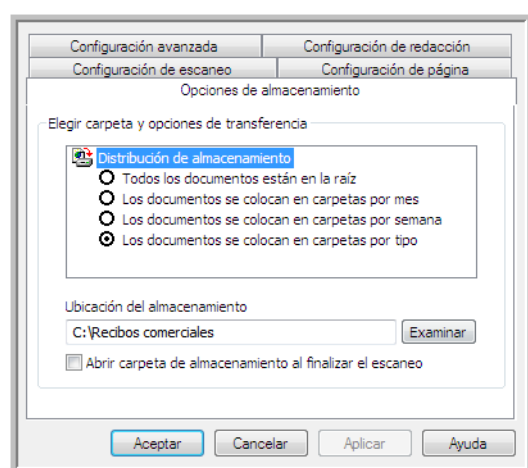 Configuración avanzada
Configuración de redacción
Configuración de escaneo
Configuración de página
Opciones de almacenamiento
Elegir carpeta y opciones de transferencia
Distribución de almacenamiento
Todos los documentos están en la raíz
Los documentos se colocan en carpetas por mes
Los documentos se colocan en carpetas por semana
Los documentos se colocan en carpetas por tipo
Ubicación del almacenamiento
C:\Recibos comerciales
Examinar
Abrir carpeta de almacenamiento al finalizar el escaneo
Aceptar
Cancelar
Aplicar
Ayuda